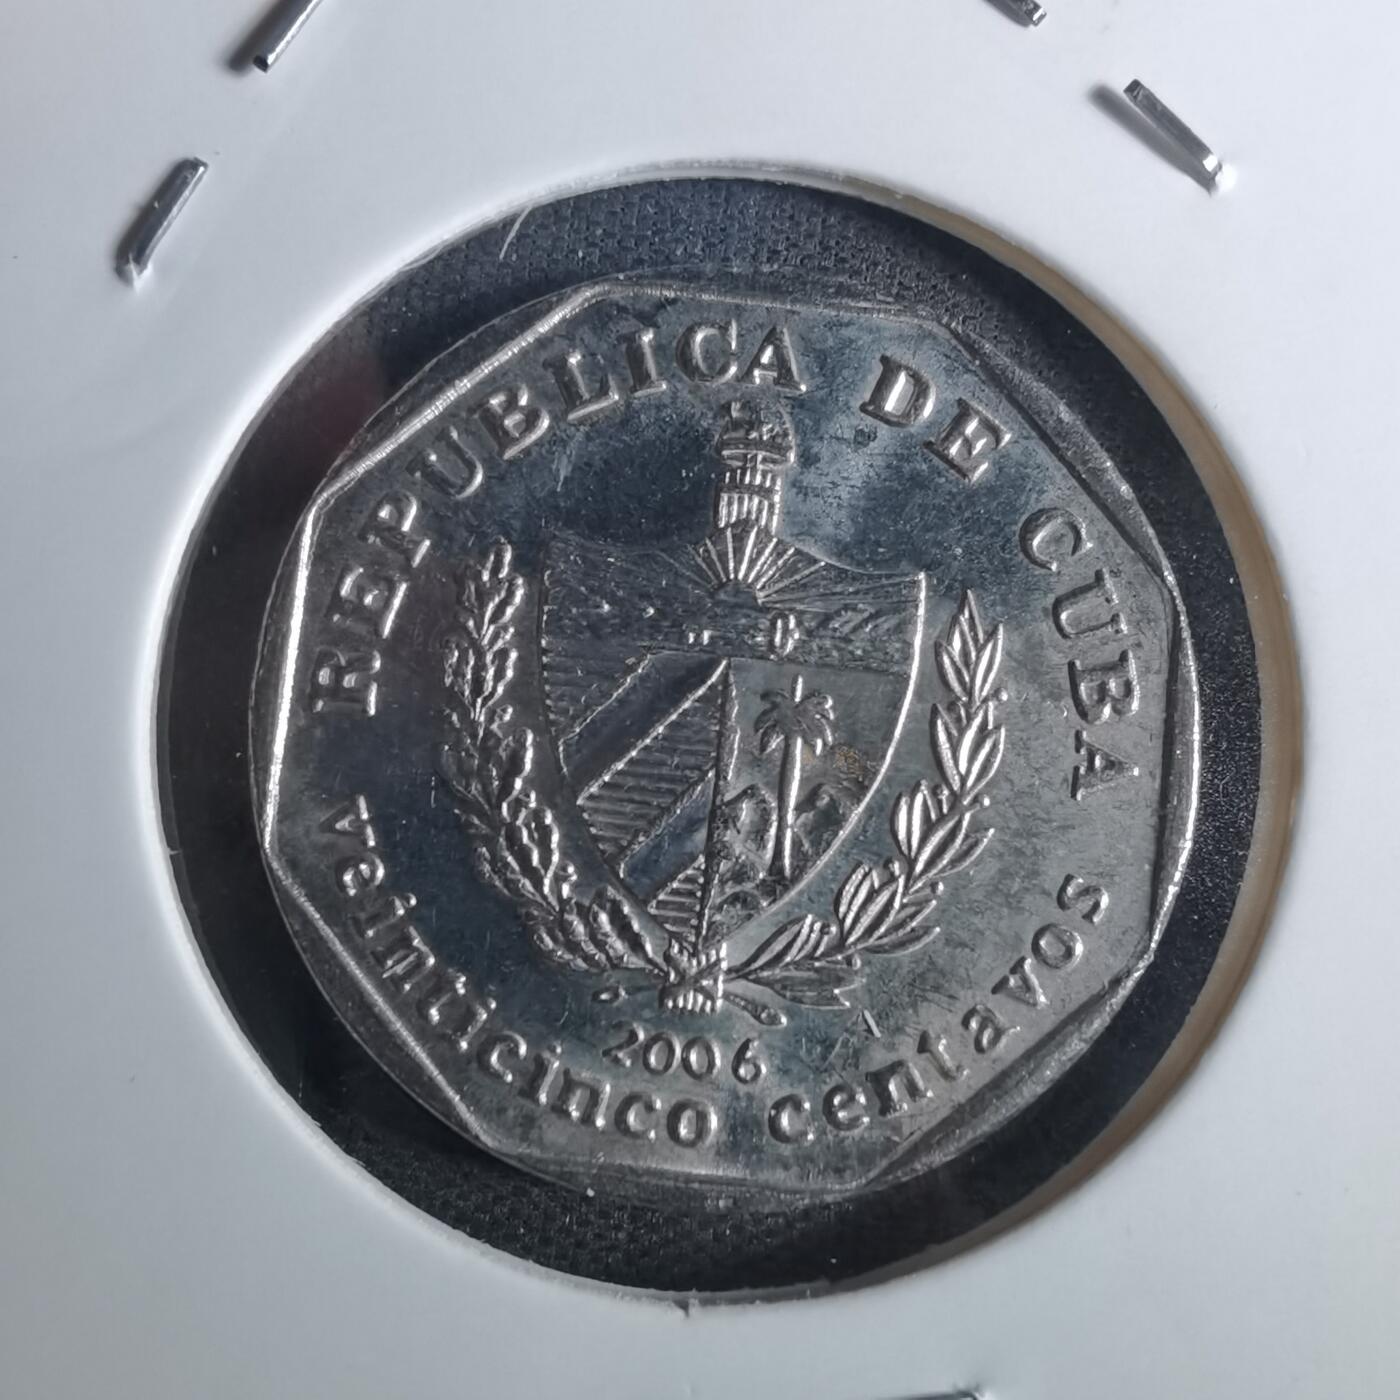 REPUBLICA DE CUBA
2006
veinticinco centavos